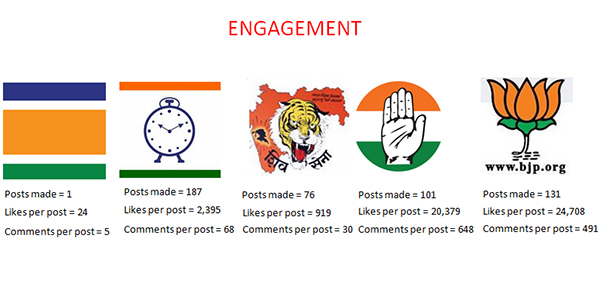 ENGAGEMENT
शिव सेना
www.bjp.org
Posts made = 1
Likes per post = 24
Comments per post = 5
Posts made = 187
Likes per post = 2,395
Comments per post = 68
Posts made = 76
Likes per post = 919
Comments per post = 30
Posts made = 101
Likes per post = 20,379
Comments per post = 648
Posts made = 131
Likes per post = 24,708
Comments per post = 491